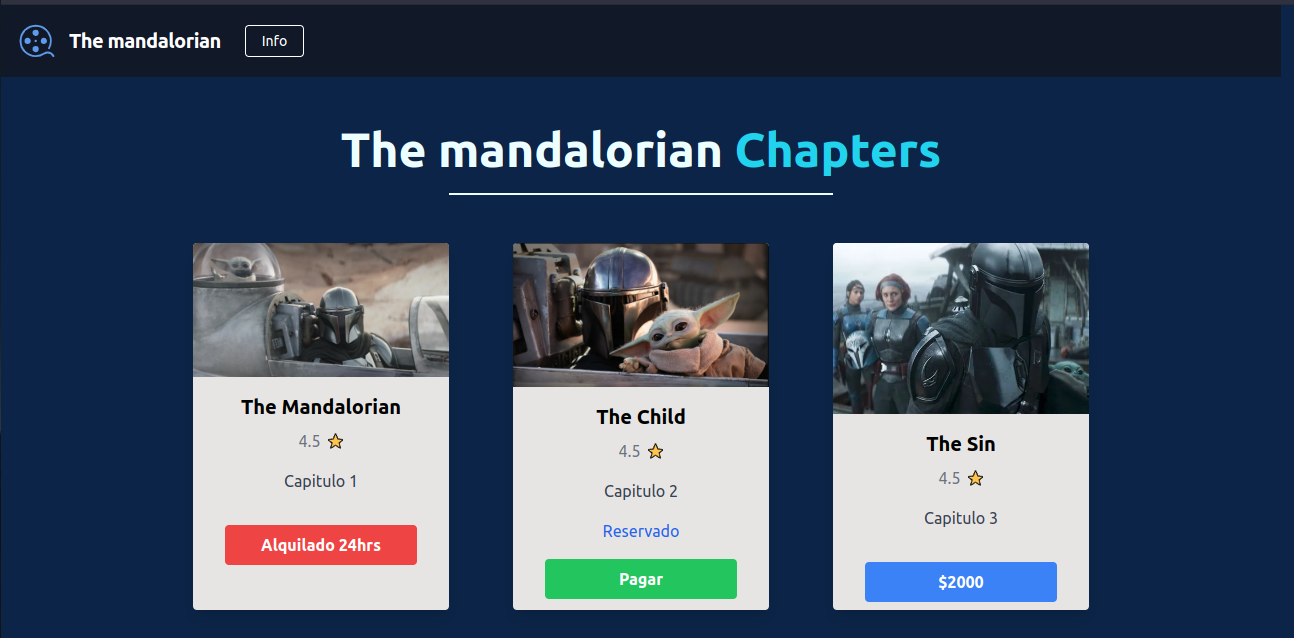 The mandalorian
Info
The mandalorian Chapters
The Mandalorian
4.5
Capitulo 1
Alquilado 24hrs
The Child
4.5
Capitulo 2
Reservado
Pagar
The Sin
4.5
Capitulo 3
$2000